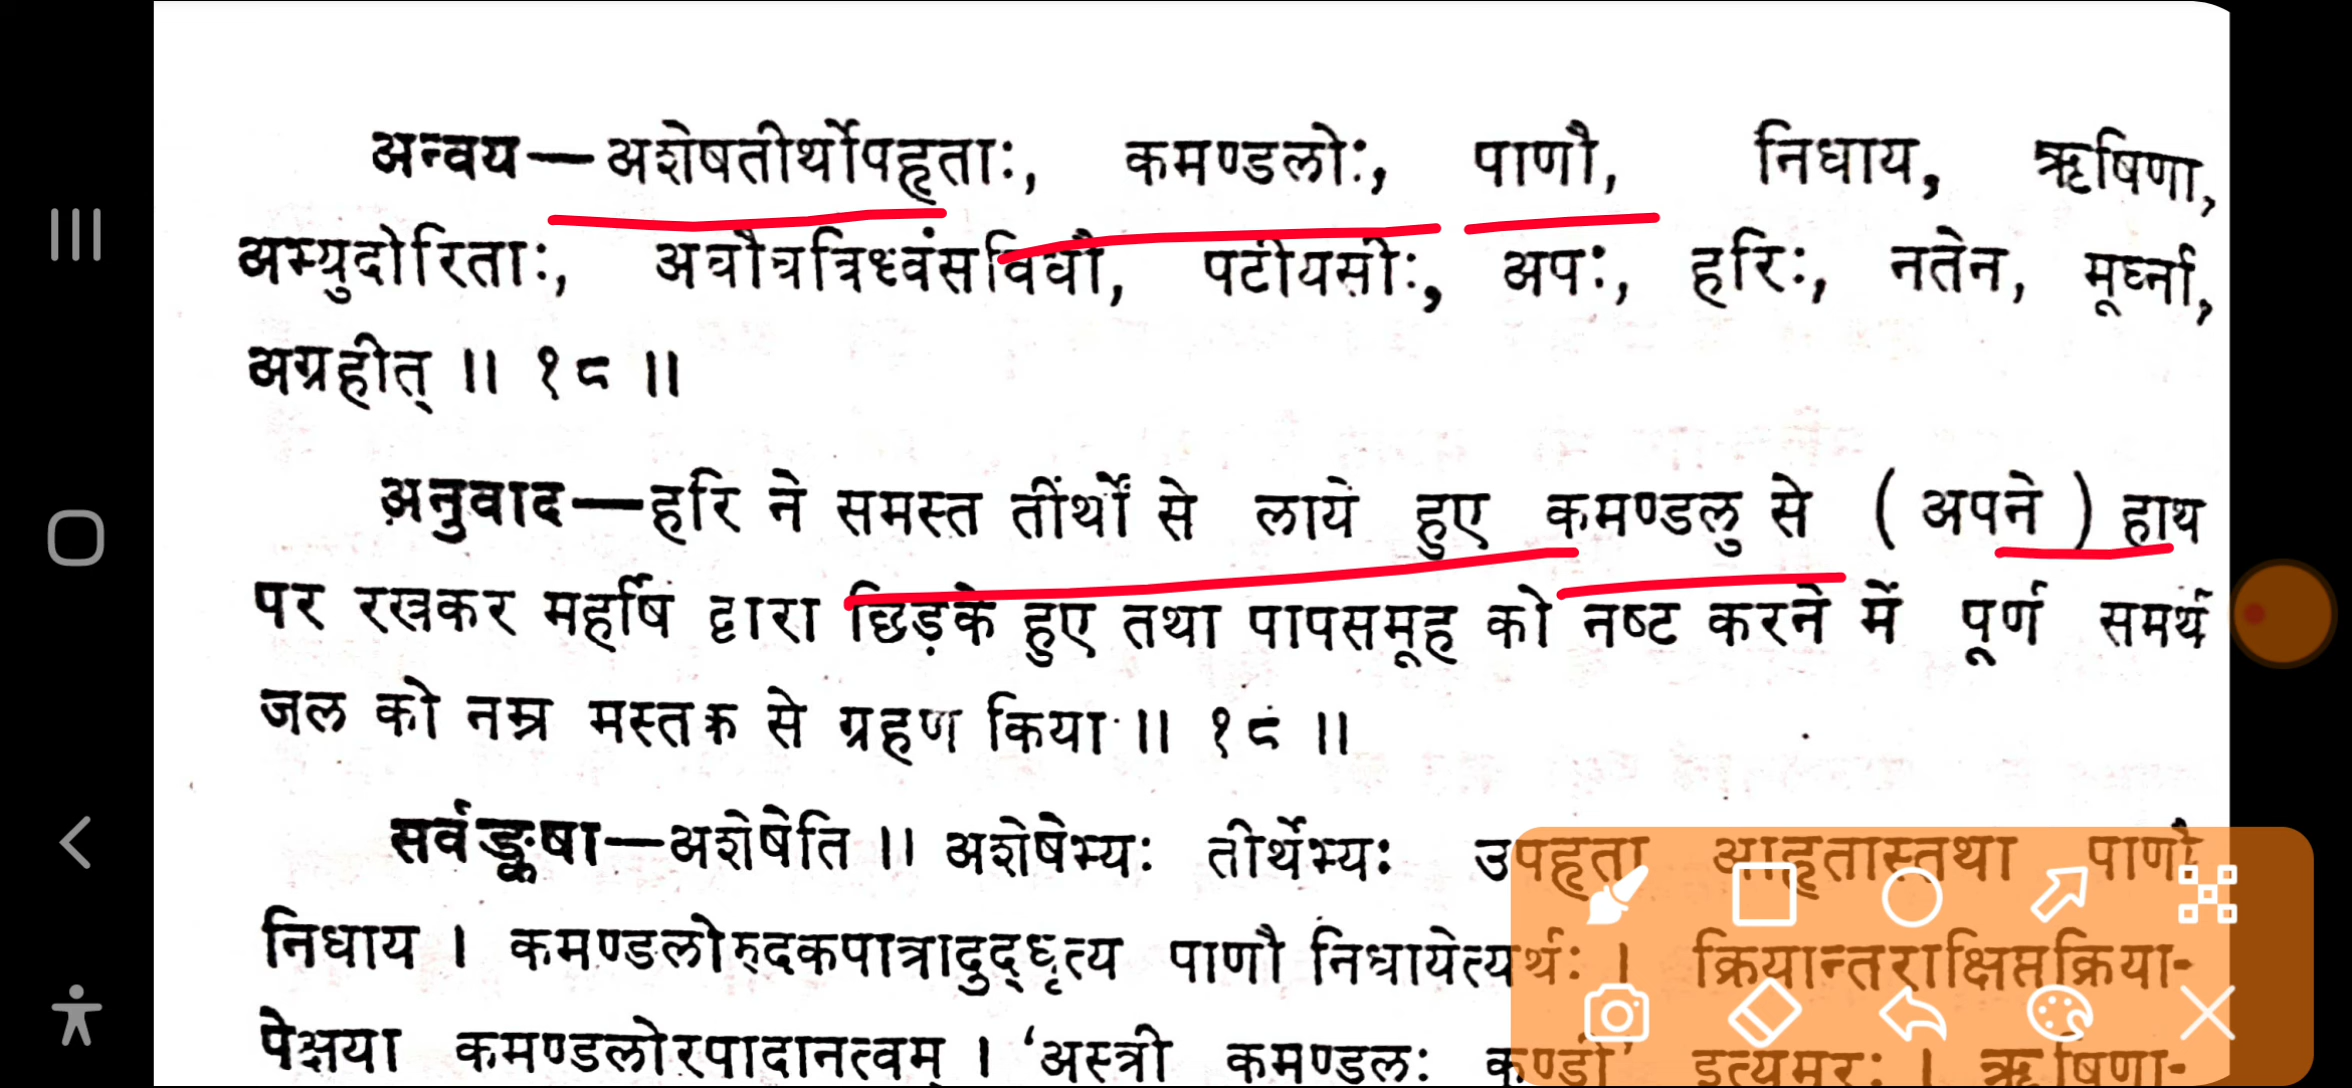 अन्वय—अशेषतीर्थोपहृताः, कमण्डलोः, पाणौ, निधाय, ऋषिणा,
अभ्युदीरिताः, अघौघविध्वंसविधौ, पटीयसीः, अपः, हरिः, नतेन, मूर्ध्ना,
अग्रहीत् ॥ १८ ॥
अनुवाद—हरि ने समस्त तीर्थों से लाये हुए कमण्डलु से ( अपने ) हाथ
पर रखकर महर्षि द्वारा छिड़के हुए तथा पापसमूह को नष्ट करने में पूर्ण समर्थ
जल को नम्र मस्तक से ग्रहण किया ॥ १८ ॥
सर्वङ्कषा—अशेषेति ॥ अशेषेभ्यः तीर्थेभ्यः उपहृता आहृतास्तथा पाणौ
निधाय । कमण्डलोरुदकपात्रादुद्धृत्य पाणौ निधायेत्यर्थः । क्रियान्तराक्षिप्तक्रिया-
पेक्षया कमण्डलोरपादानत्वम् । ‘अस्त्री कमण्डलुः कुण्डी’ इत्यमरः । ऋषिणा-